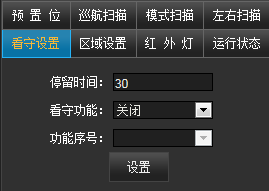 预 置 位 巡航扫描 模式扫描 左右扫描
看守设置 区域设置 红 外 灯 运行状态
停留时间： 30
看守功能： 关闭
功能序号：
设置